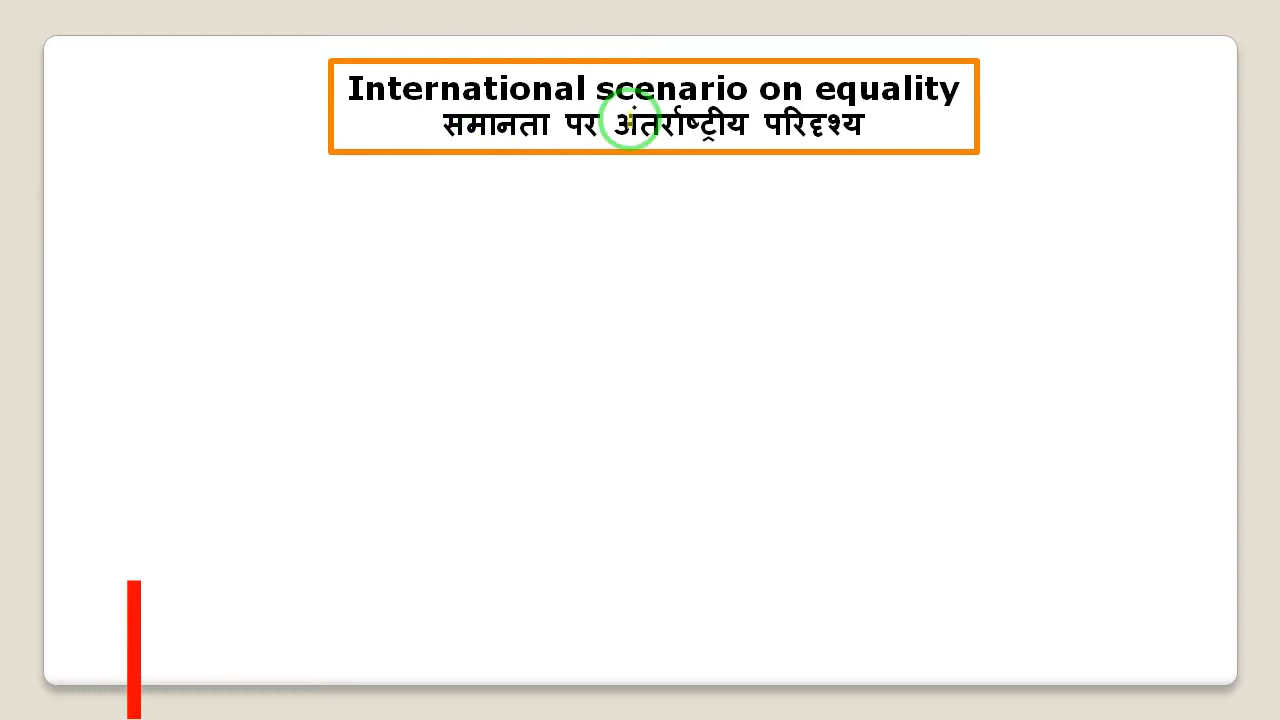 International scenario on equality
समानता पर अंतर्राष्ट्रीय परिदृश्य